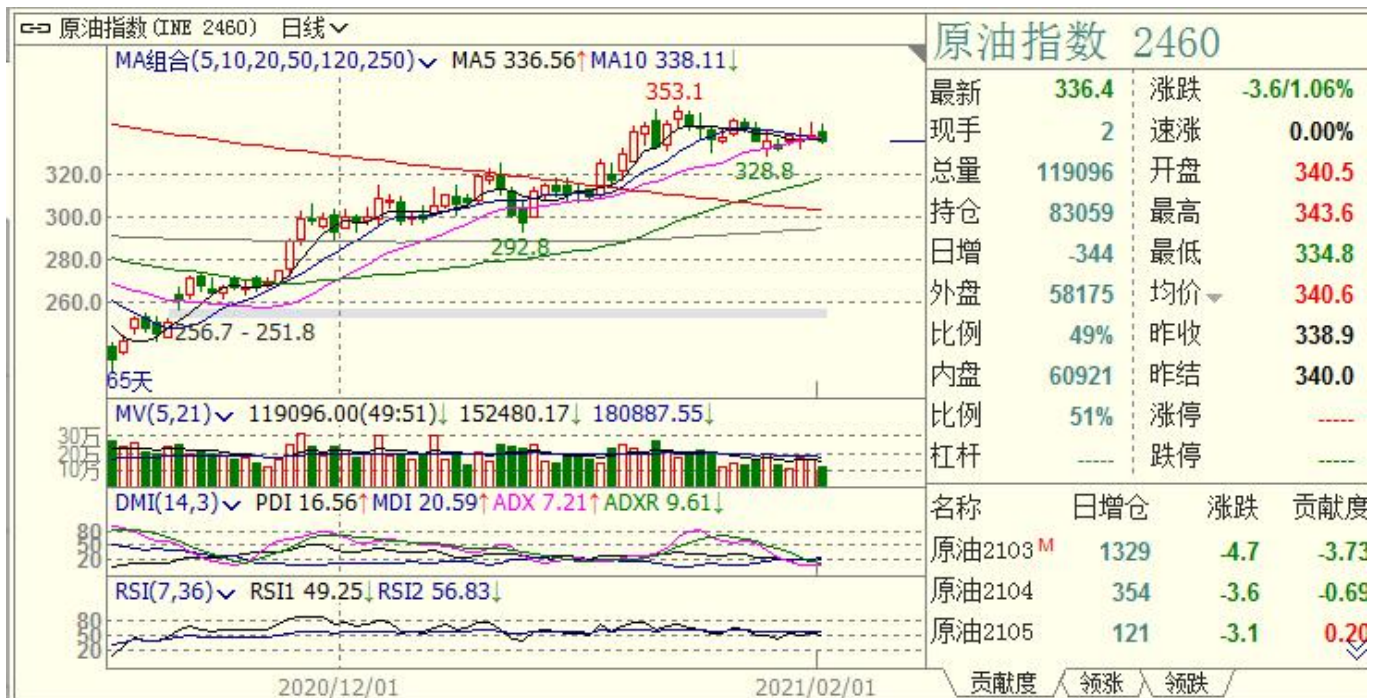 原油指数(INE 2460) 日线
MA组合(5,10,20,50,120,250) MA5 336.56↑MA10 338.11↓
353.1
320.0
328.8
300.0
292.8
280.0
260.0
256.7 - 251.8
65天
MV(5,21) 119096.00(49:51)↓ 152480.17↓ 180887.55↓
30万
20万
10万
DMI(14,3) PDI 16.56↑MDI 20.59↑ADX 7.21↑ADXR 9.61↓
80
50
20
RSI(7,36) RSI1 49.25↓RSI2 56.83↓
80
50
20
2020/12/01 2021/02/01
原油指数 2460
最新 336.4 涨跌 -3.6/1.06%
现手 2 速涨 0.00%
总量 119096 开盘 340.5
持仓 83059 最高 343.6
日增 -344 最低 334.8
外盘 58175 均价 340.6
比例 49% 昨收 338.9
内盘 60921 昨结 340.0
比例 51% 涨停 -----
杠杆 ----- 跌停 -----
名称 日增仓 涨跌 贡献度
原油2103 M 1329 -4.7 -3.73
原油2104 354 -3.6 -0.69
原油2105 121 -3.1 0.20
贡献度 领涨 领跌